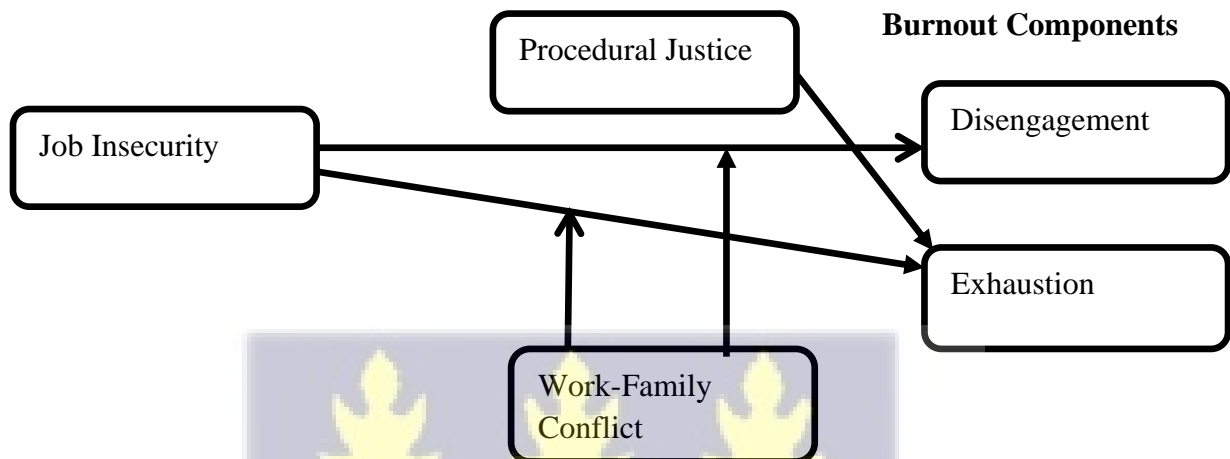 Burnout Components
Procedural Justice
Disengagement
Job Insecurity
Exhaustion
Work-Family
Conflict